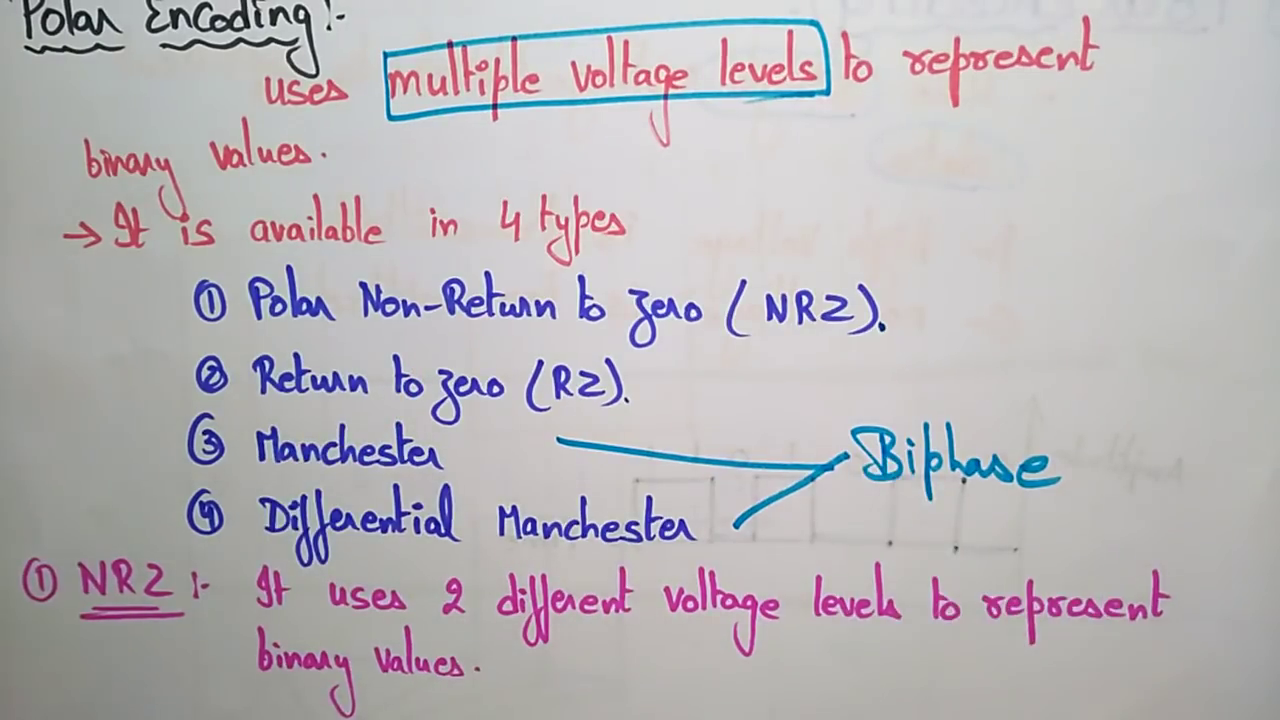 Polar Encoding:-
uses multiple voltage levels to represent
binary values.
→ It is available in 4 types
① Polar Non-Return to zero (NRZ).
② Return to zero (RZ).
③ Manchester
Biphase
④ Differential Manchester
① NRZ :- It uses 2 different voltage levels to represent
binary values.